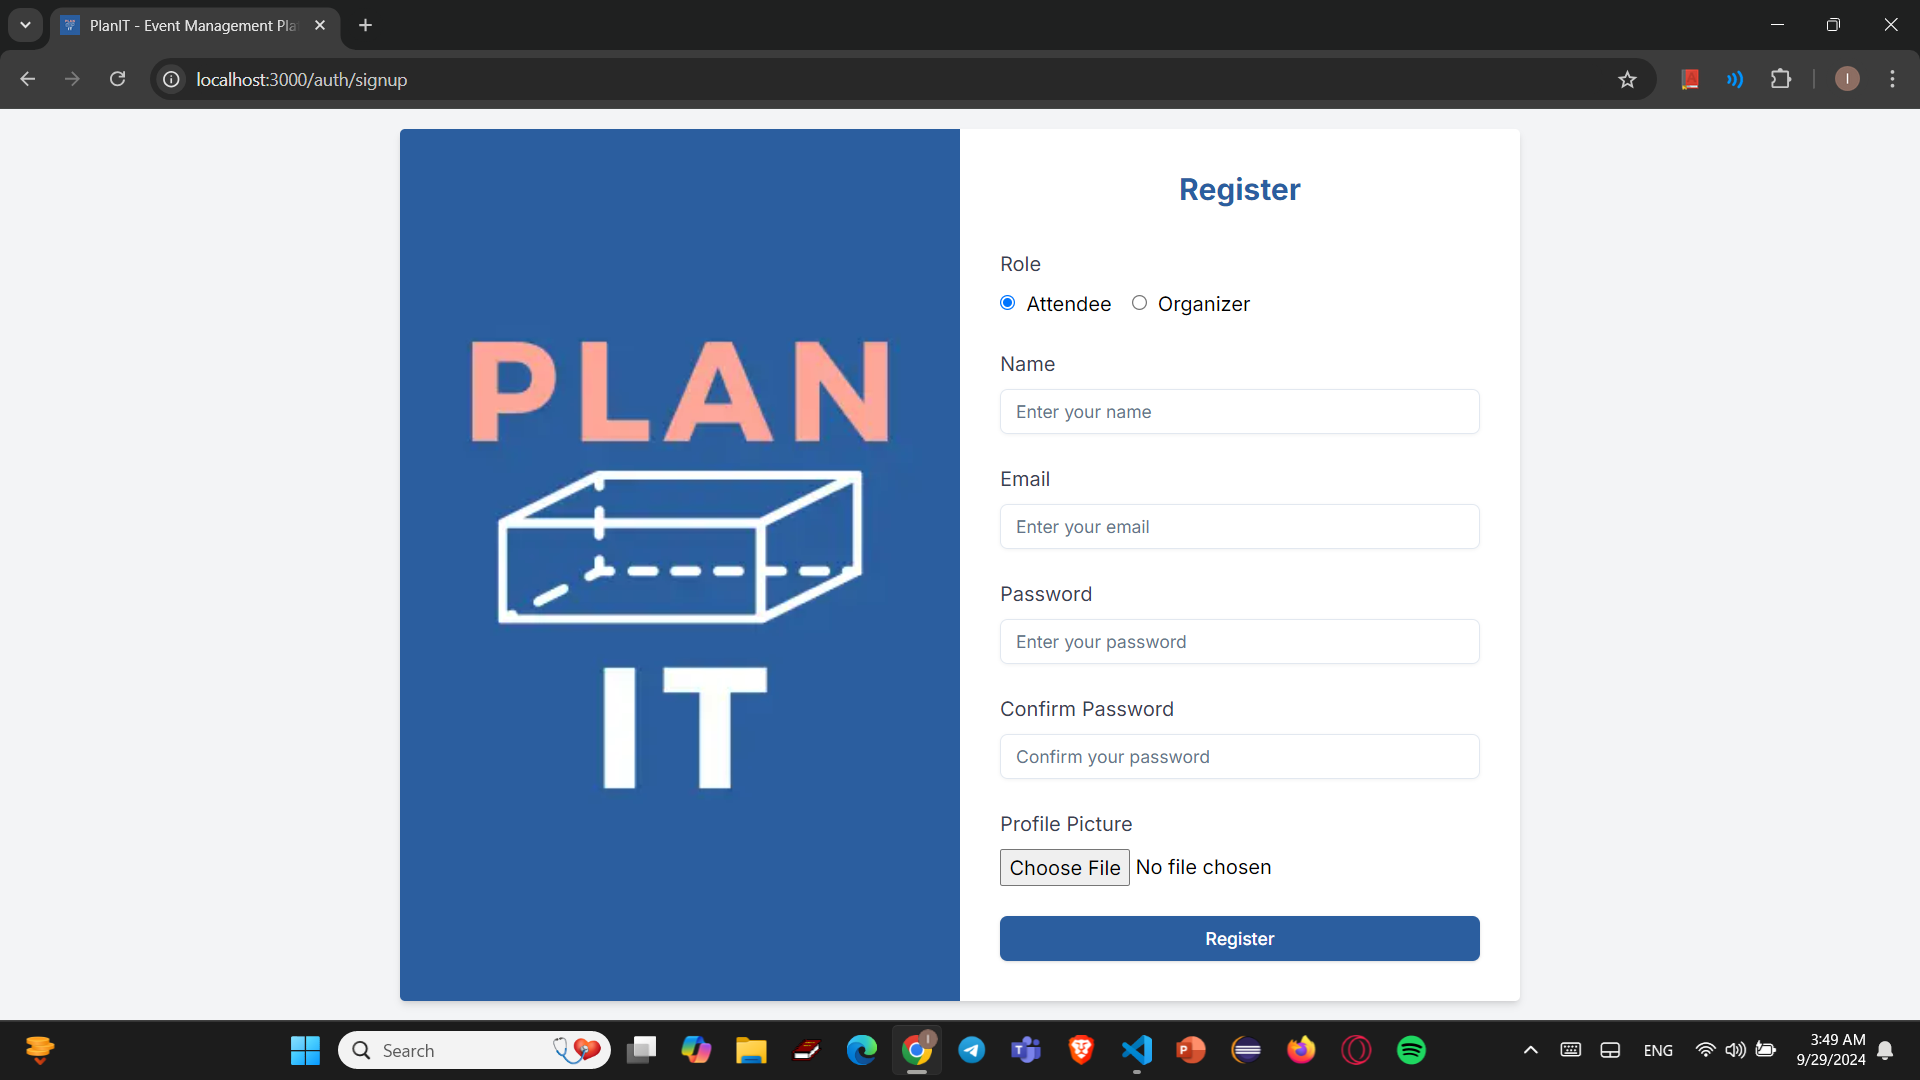 PlanIT - Event Management Pla
localhost:3000/auth/signup
I
PLAN
IT
Register
Role
Attendee Organizer
Name
Enter your name
Email
Enter your email
Password
Enter your password
Confirm Password
Confirm your password
Profile Picture
Choose File No file chosen
Register
Search
ENG
3:49 AM
9/29/2024